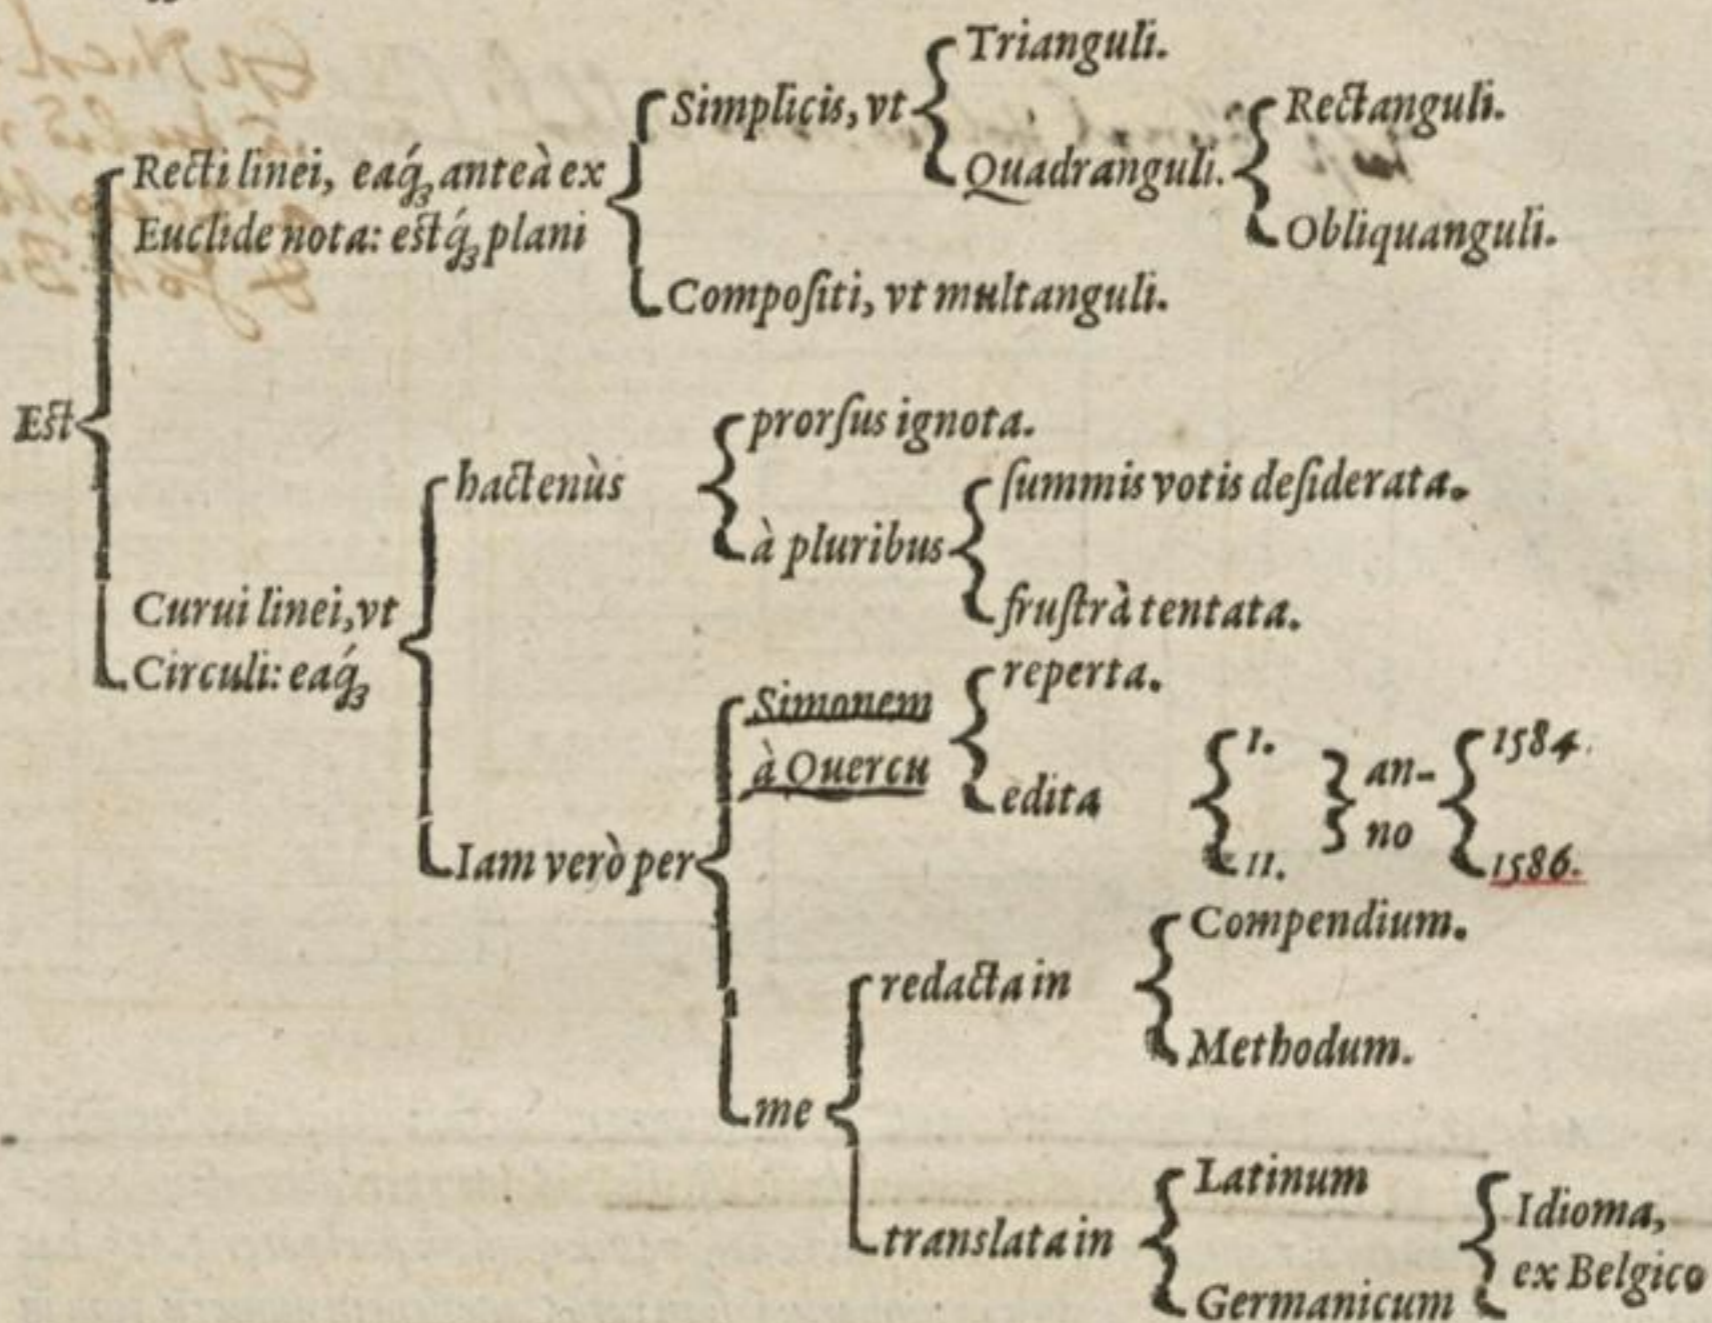 Trianguli.
Simplicis, vt
Rectanguli.
Recti linei, eaq́ꝫ anteà ex
Quadranguli.
Euclide nota: estq́ꝫ plani
Obliquanguli.
Compoſiti, vt multanguli.
Est
prorſus ignota.
hactenùs
ſummis votis deſiderata.
à pluribus
Curui linei, vt
fruſtrà tentata.
Circuli: eaq́ꝫ
reperta.
Simonem
à Quercu
edita
I.
II.
an-
no
1584.
1586.
Iam verò per
Compendium.
redacta in
Methodum.
me
Latinum
translata in
Germanicum
Idioma,
ex Belgico